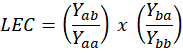 LEC = (Yab/Yaa) x (Yba/Ybb)